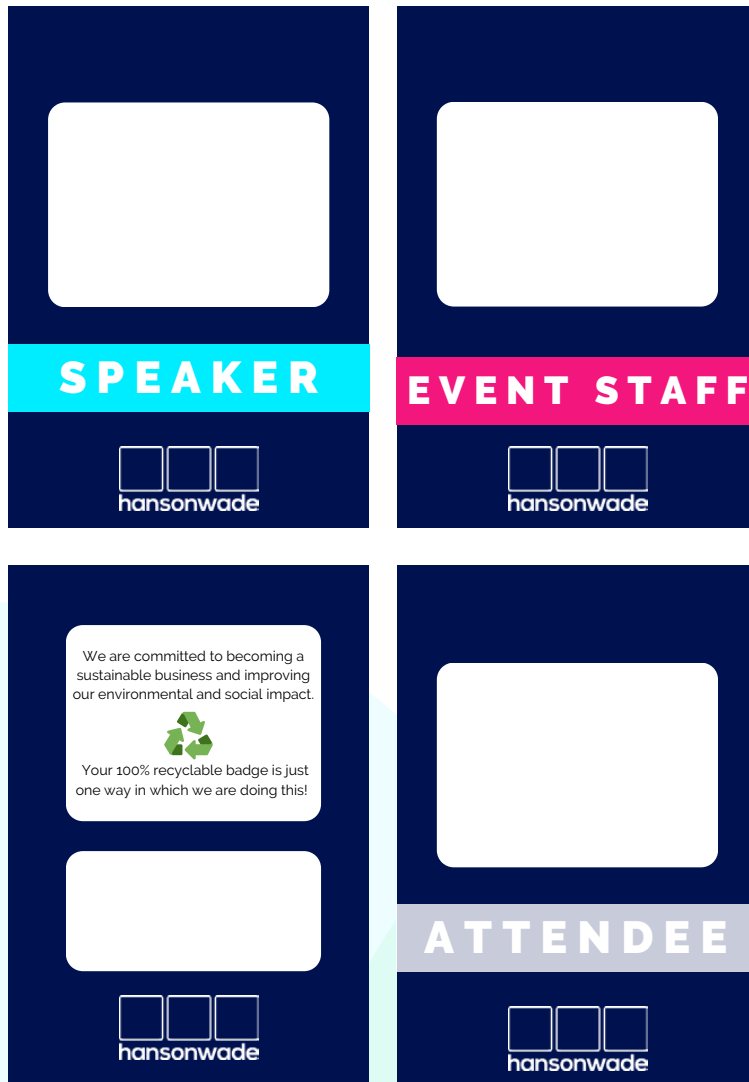 SPEAKER
hansonwade
EVENT STAFF
hansonwade
We are committed to becoming a
sustainable business and improving
our environmental and social impact.
Your 100% recyclable badge is just
one way in which we are doing this!
hansonwade
ATTENDEE
hansonwade